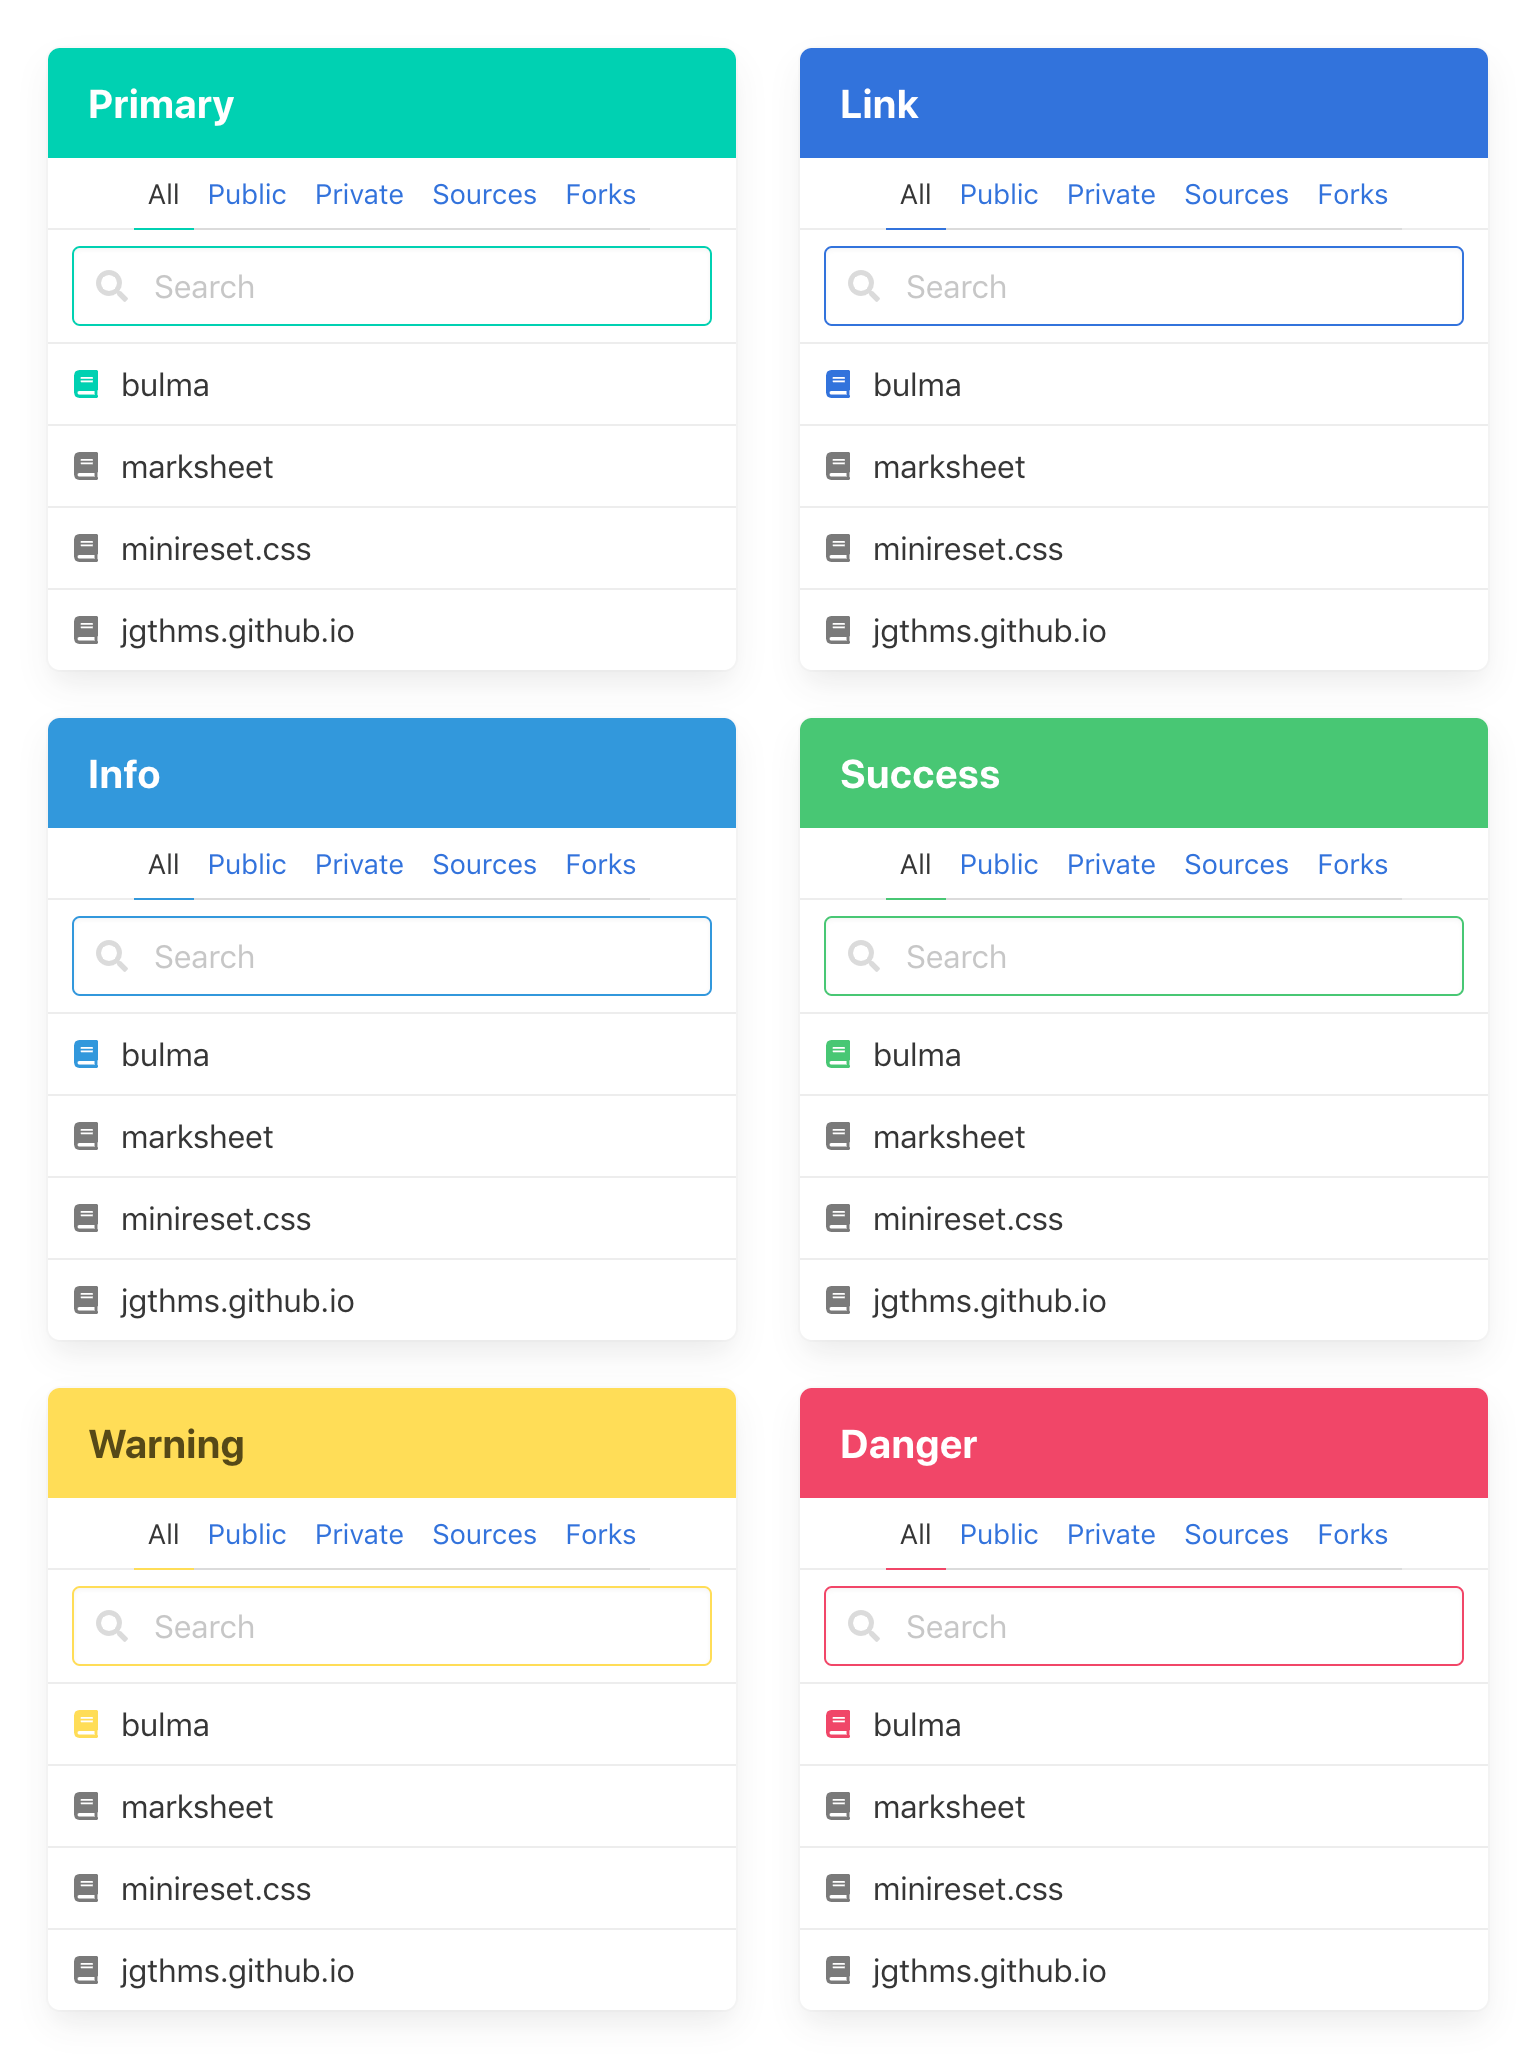 Primary
All Public Private Sources Forks
Search
bulma
marksheet
minireset.css
jgthms.github.io
Link
All Public Private Sources Forks
Search
bulma
marksheet
minireset.css
jgthms.github.io
Info
All Public Private Sources Forks
Search
bulma
marksheet
minireset.css
jgthms.github.io
Success
All Public Private Sources Forks
Search
bulma
marksheet
minireset.css
jgthms.github.io
Warning
All Public Private Sources Forks
Search
bulma
marksheet
minireset.css
jgthms.github.io
Danger
All Public Private Sources Forks
Search
bulma
marksheet
minireset.css
jgthms.github.io